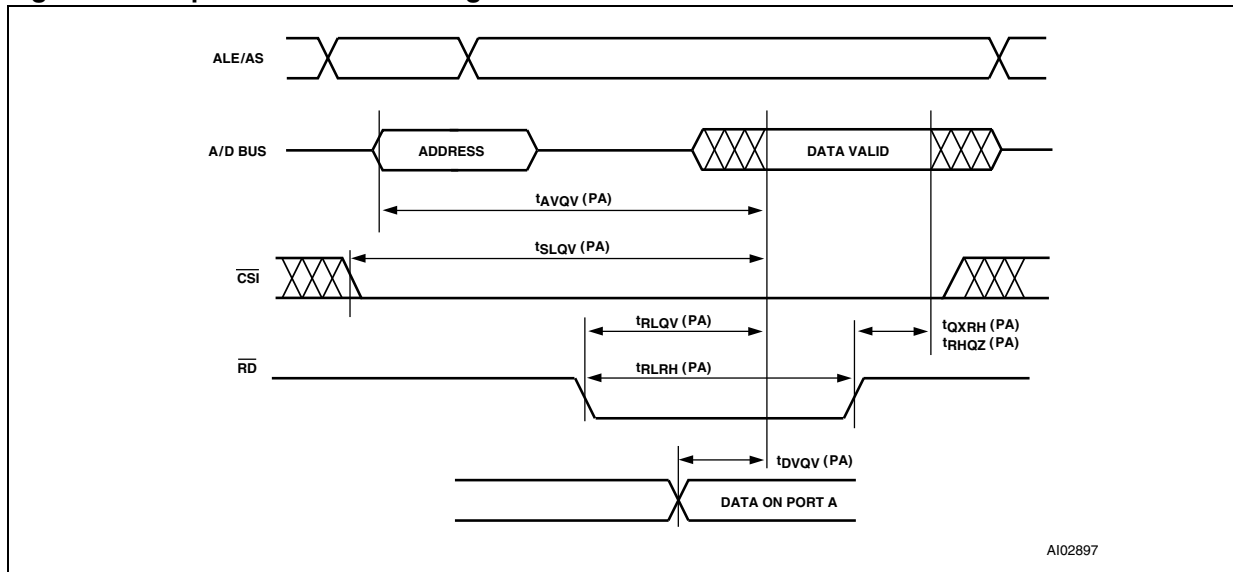 ALE/AS
A/D BUS
ADDRESS
DATA VALID
tAVQV (PA)
tSLQV (PA)
CSI
tRLQV (PA)
tQXRH (PA)
tRHQZ (PA)
RD
tRLRH (PA)
tDVQV (PA)
DATA ON PORT A
AI02897